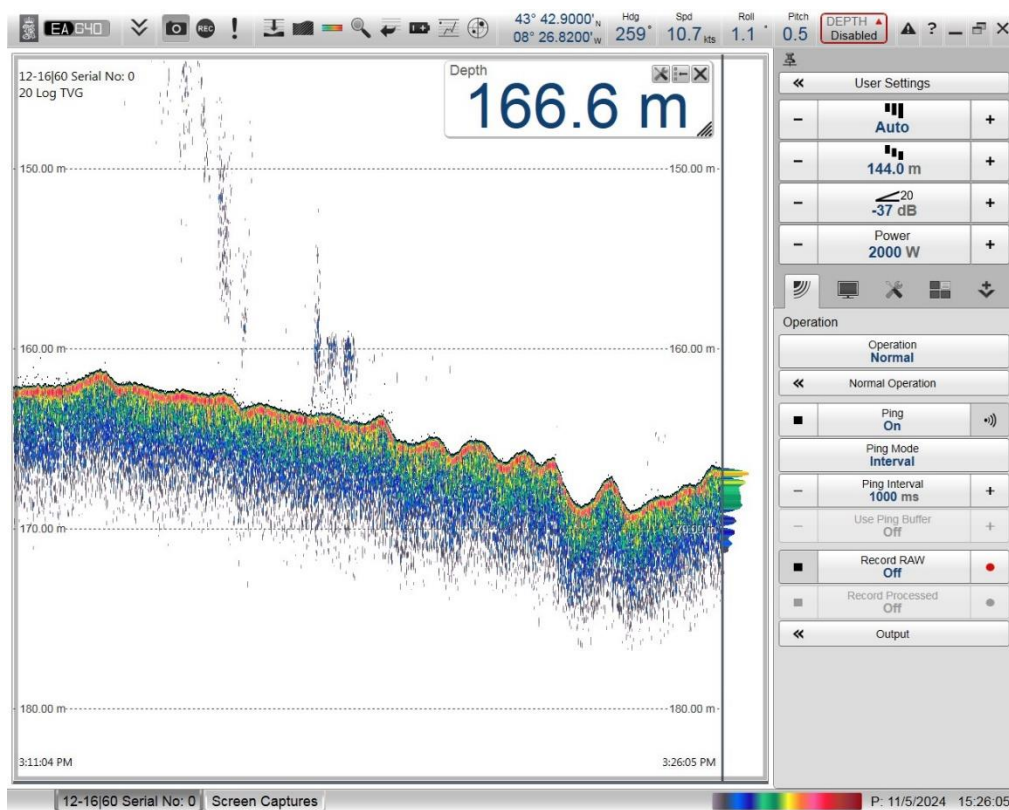 EA 640
REC
43° 42.9000' N
08° 26.8200' W
Hdg
259°
Spd
10.7 kts
Roll
1.1 °
Pitch
0.5
DEPTH
Disabled
12-16|60 Serial No: 0
20 Log TVG
Depth
166.6 m
150.00 m
150.00 m
160.00 m
160.00 m
170.00 m
170.00 m
180.00 m
180.00 m
3:11:04 PM
3:26:05 PM
User Settings
Auto
144.0 m
20
-37 dB
Power
2000 W
Operation
Operation
Normal
Normal Operation
Ping
On
Ping Mode
Interval
Ping Interval
1000 ms
Use Ping Buffer
Off
Record RAW
Off
Record Processed
Off
Output
12-16|60 Serial No: 0
Screen Captures
P: 11/5/2024 15:26:05